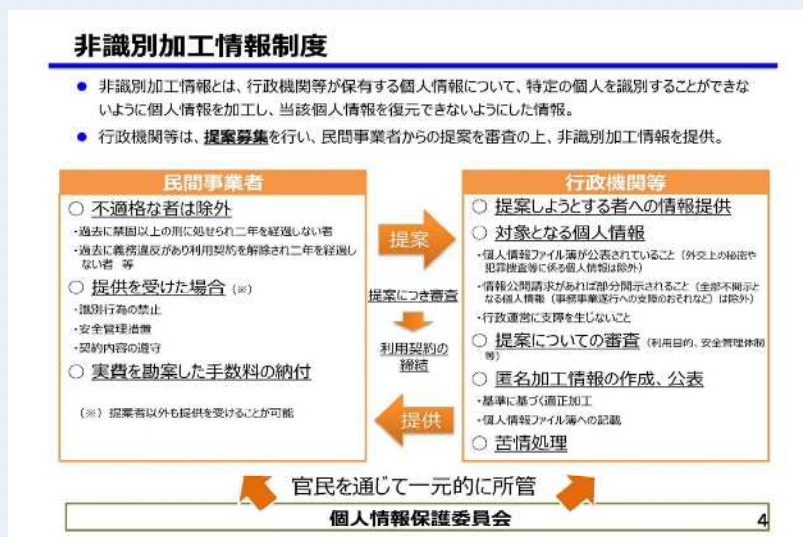 非識別加工情報制度
● 非識別加工情報とは、行政機関等が保有する個人情報について、特定の個人を識別することができな
いように個人情報を加工し、当該個人情報を復元できないようにした情報。
● 行政機関等は、提案募集を行い、民間事業者からの提案を審査の上、非識別加工情報を提供。
民間事業者
○ 不適格な者は除外
・過去に禁固以上の刑に処せられ二年を経過しない者
・過去に義務違反があり利用契約を解除され二年を経過し
ない者 等
○ 提供を受けた場合（※）
・識別行為の禁止
・安全管理措置
・契約内容の遵守
○ 実費を勘案した手数料の納付
（※）提案者以外も提供を受けることが可能
提案
提案につき審査
利用契約の
締結
提供
行政機関等
○ 提案しようとする者への情報提供
○ 対象となる個人情報
・個人情報ファイル簿が公表されていること（外交上の秘密や
犯罪捜査等に係る個人情報は除外）
・情報公開請求があれば部分開示されること（全部不開示と
なる個人情報（事務事業遂行への支障のおそれなど）は除外）
・行政運営に支障を生じないこと
○ 提案についての審査（利用目的、安全管理体制
等）
○ 匿名加工情報の作成、公表
・基準に基づく適正加工
・個人情報ファイル簿への記載
○ 苦情処理
官民を通じて一元的に所管
個人情報保護委員会
4